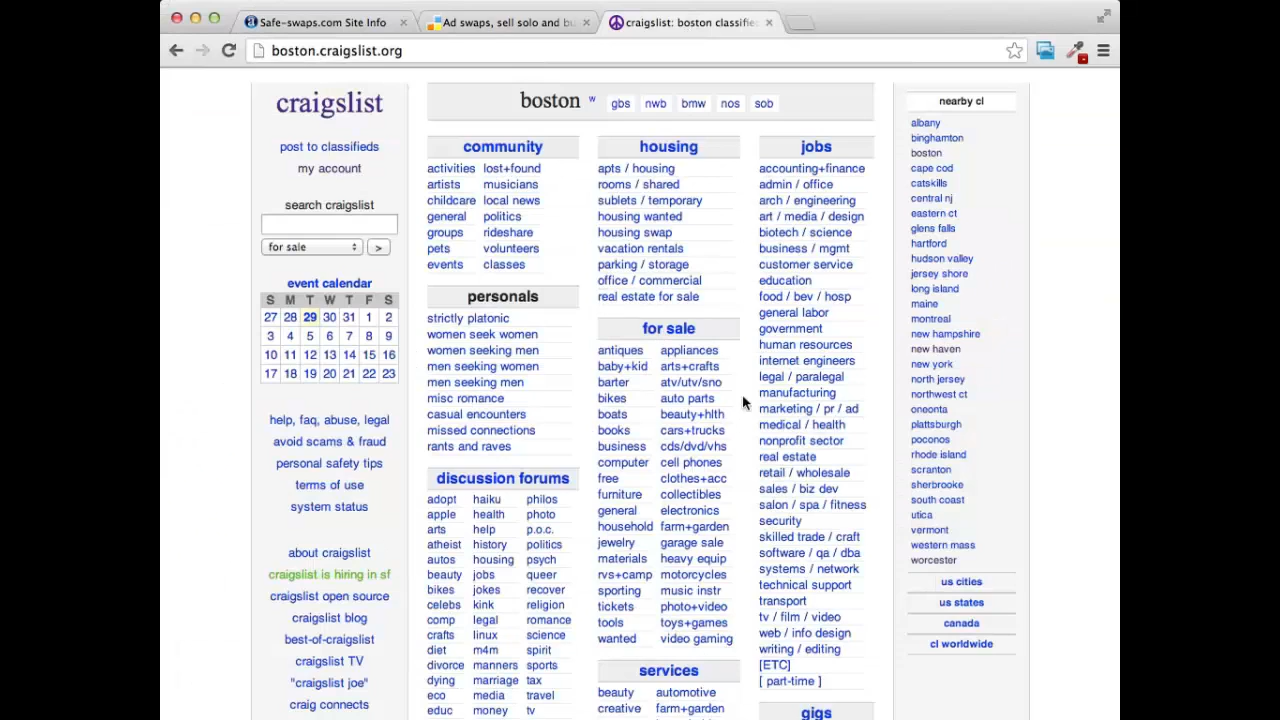 Safe-swaps.com Site Info
Ad swaps, sell solo and bu
craigslist: boston classifie
boston.craigslist.org
craigslist
post to classifieds
my account
search craigslist
for sale
>
event calendar
S M T W T F S
27 28 29 30 31 1 2
3 4 5 6 7 8 9
10 11 12 13 14 15 16
17 18 19 20 21 22 23
help, faq, abuse, legal
avoid scams & fraud
personal safety tips
terms of use
system status
about craigslist
craigslist is hiring in sf
craigslist open source
craigslist blog
best-of-craigslist
craigslist TV
"craigslist joe"
craig connects
boston w gbs nwb bmw nos sob
community
activities lost+found
artists musicians
childcare local news
general politics
groups rideshare
pets volunteers
events classes
personals
strictly platonic
women seek women
women seeking men
men seeking women
men seeking men
misc romance
casual encounters
missed connections
rants and raves
discussion forums
adopt haiku philos
apple health photo
arts help p.o.c.
atheist history politics
autos housing psych
beauty jobs queer
bikes jokes recover
celebs kink religion
comp legal romance
crafts linux science
diet m4m spirit
divorce manners sports
dying marriage tax
eco media travel
educ money tv
housing
apts / housing
rooms / shared
sublets / temporary
housing wanted
housing swap
vacation rentals
parking / storage
office / commercial
real estate for sale
for sale
antiques appliances
baby+kid arts+crafts
barter atv/utv/sno
bikes auto parts
boats beauty+hlth
books cars+trucks
business cds/dvd/vhs
computer cell phones
free clothes+acc
furniture collectibles
general electronics
household farm+garden
jewelry garage sale
materials heavy equip
rvs+camp motorcycles
sporting music instr
tickets photo+video
tools toys+games
wanted video gaming
services
beauty automotive
creative farm+garden
jobs
accounting+finance
admin / office
arch / engineering
art / media / design
biotech / science
business / mgmt
customer service
education
food / bev / hosp
general labor
government
human resources
internet engineers
legal / paralegal
manufacturing
marketing / pr / ad
medical / health
nonprofit sector
real estate
retail / wholesale
sales / biz dev
salon / spa / fitness
security
skilled trade / craft
software / qa / dba
systems / network
technical support
transport
tv / film / video
web / info design
writing / editing
[ETC]
[ part-time ]
gigs
nearby cl
albany
binghamton
boston
cape cod
catskills
central nj
eastern ct
glens falls
hartford
hudson valley
jersey shore
long island
maine
montreal
new hampshire
new haven
new york
north jersey
northwest ct
oneonta
plattsburgh
poconos
rhode island
scranton
sherbrooke
south coast
utica
vermont
western mass
worcester
us cities
us states
canada
cl worldwide